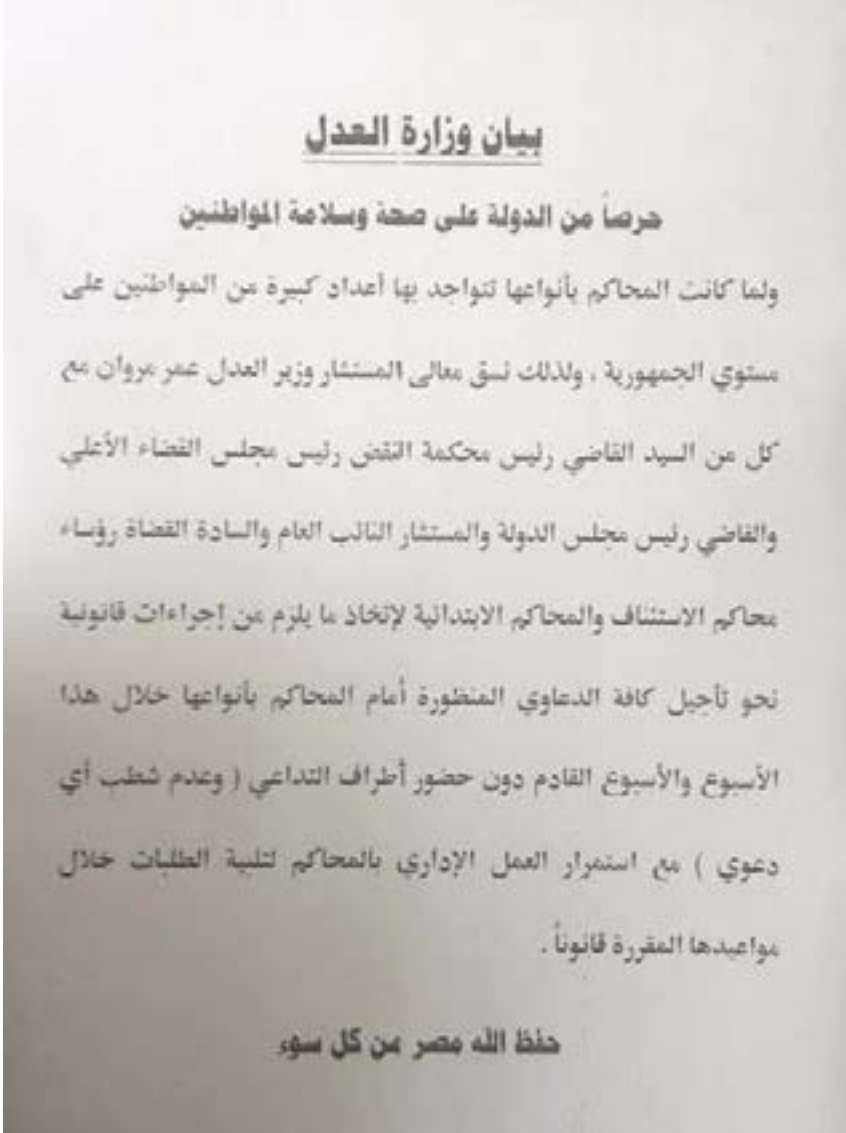 بيان وزارة العدل
حرصاً من الدولة على صحة وسلامة المواطنين
ولما كانت المحاكم بأنواعها تتواجد بها أعداد كبيرة من المواطنين على
مستوي الجمهورية ، ولذلك نسق معالى المستشار وزير العدل عمر مروان مع
كل من السيد القاضي رئيس محكمة النقض رئيس مجلس القضاء الأعلي
والقاضي رئيس مجلس الدولة والمستشار النائب العام والسادة القضاة رؤساء
محاكم الاستئناف والمحاكم الابتدائية لإتخاذ ما يلزم من إجراءات قانونية
نحو تأجيل كافة الدعاوي المنظورة أمام المحاكم بأنواعها خلال هذا
الأسبوع والأسبوع القادم دون حضور أطراف التداعي ( وعدم شطب أي
دعوي ) مع استمرار العمل الإداري بالمحاكم لتلبية الطلبات خلال
مواعيدها المقررة قانوناً .
حفظ الله مصر من كل سوء